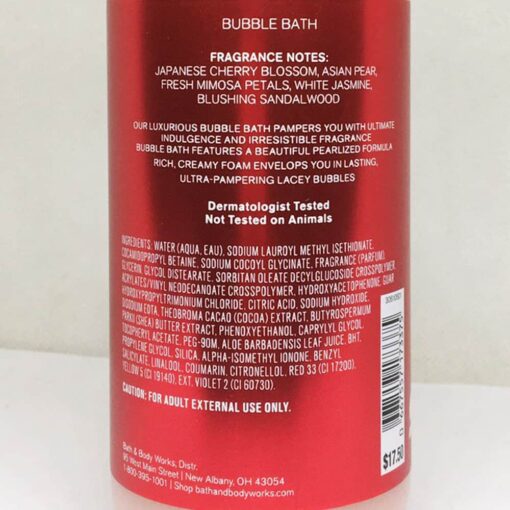 BUBBLE BATH
FRAGRANCE NOTES:
JAPANESE CHERRY BLOSSOM, ASIAN PEAR,
FRESH MIMOSA PETALS, WHITE JASMINE,
BLUSHING SANDALWOOD
OUR LUXURIOUS BUBBLE BATH PAMPERS YOU WITH ULTIMATE
INDULGENCE AND IRRESISTIBLE FRAGRANCE
BUBBLE BATH FEATURES A BEAUTIFUL PEARLIZED FORMULA
RICH, CREAMY FOAM ENVELOPS YOU IN LASTING,
ULTRA-PAMPERING LACEY BUBBLES
Dermatologist Tested
Not Tested on Animals
INGREDIENTS: WATER (AQUA, EAU), SODIUM LAUROYL METHYL ISETHIONATE,
COCAMIDOPROPYL BETAINE, SODIUM COCOYL GLYCINATE, FRAGRANCE (PARFUM),
GLYCERIN, GLYCOL DISTEARATE, SORBITAN OLEATE DECYLGLUCOSIDE CROSSPOLYMER,
ACRYLATES/VINYL NEODECANOATE CROSSPOLYMER, HYDROXYACETOPHENONE, GUAR
HYDROXYPROPYLTRIMONIUM CHLORIDE, CITRIC ACID, SODIUM HYDROXIDE,
DISODIUM EDTA, THEOBROMA CACAO (COCOA) EXTRACT, BUTYROSPERMUM
PARKII (SHEA) BUTTER EXTRACT, PHENOXYETHANOL, CAPRYLYL GLYCOL,
TOCOPHERYL ACETATE, PEG-90M, ALOE BARBADENSIS LEAF JUICE, BHT,
PROPYLENE GLYCOL, SILICA, ALPHA-ISOMETHYL IONONE, BENZYL
SALICYLATE, LINALOOL, COUMARIN, CITRONELLOL, RED 33 (CI 17200),
YELLOW 5 (CI 19140), EXT. VIOLET 2 (CI 60730).
CAUTION: FOR ADULT EXTERNAL USE ONLY.
Bath & Body Works, Distr.
95 West Main Street | New Albany, OH 43054
1-800-395-1001 | Shop bathandbodyworks.com
$17.50